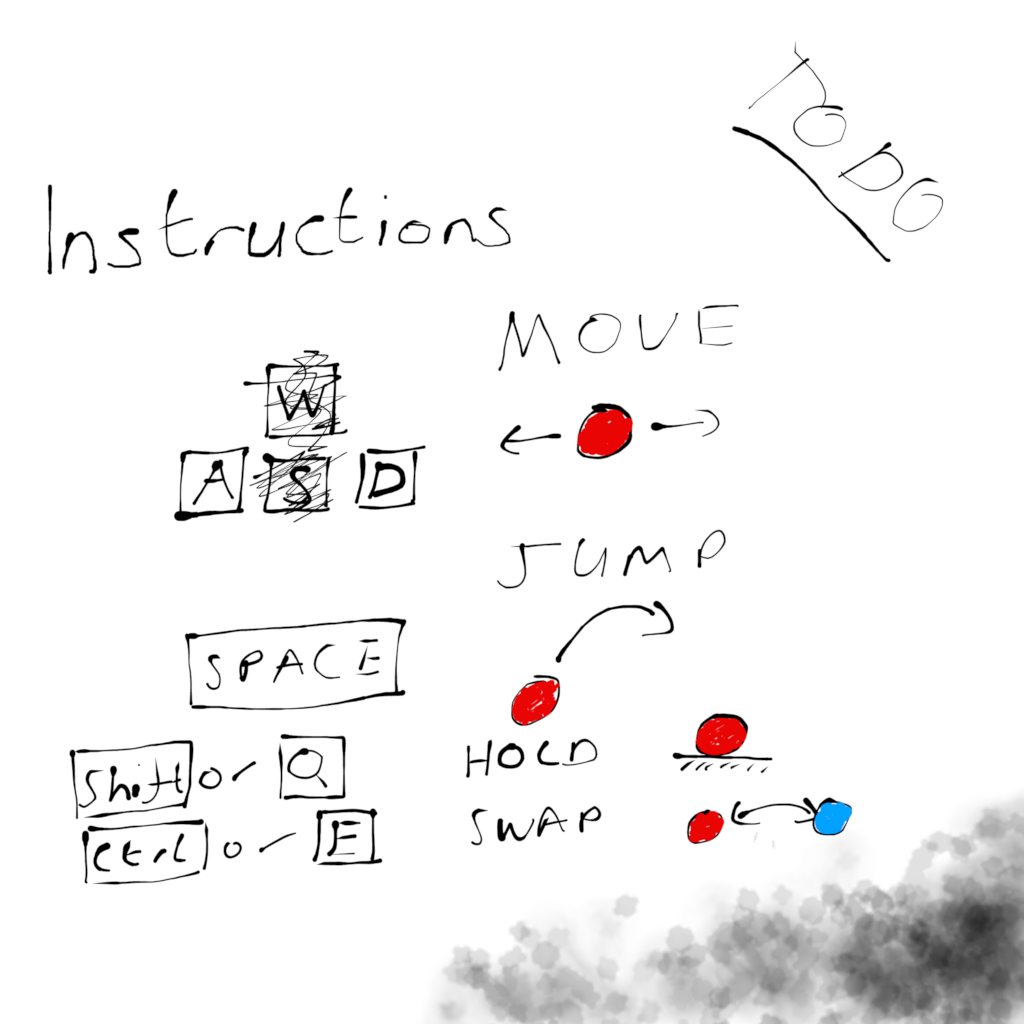 TODO
Instructions
MOVE
W
A S D
JUMP
SPACE
Shift or Q HOLD
Ctrl or E SWAP